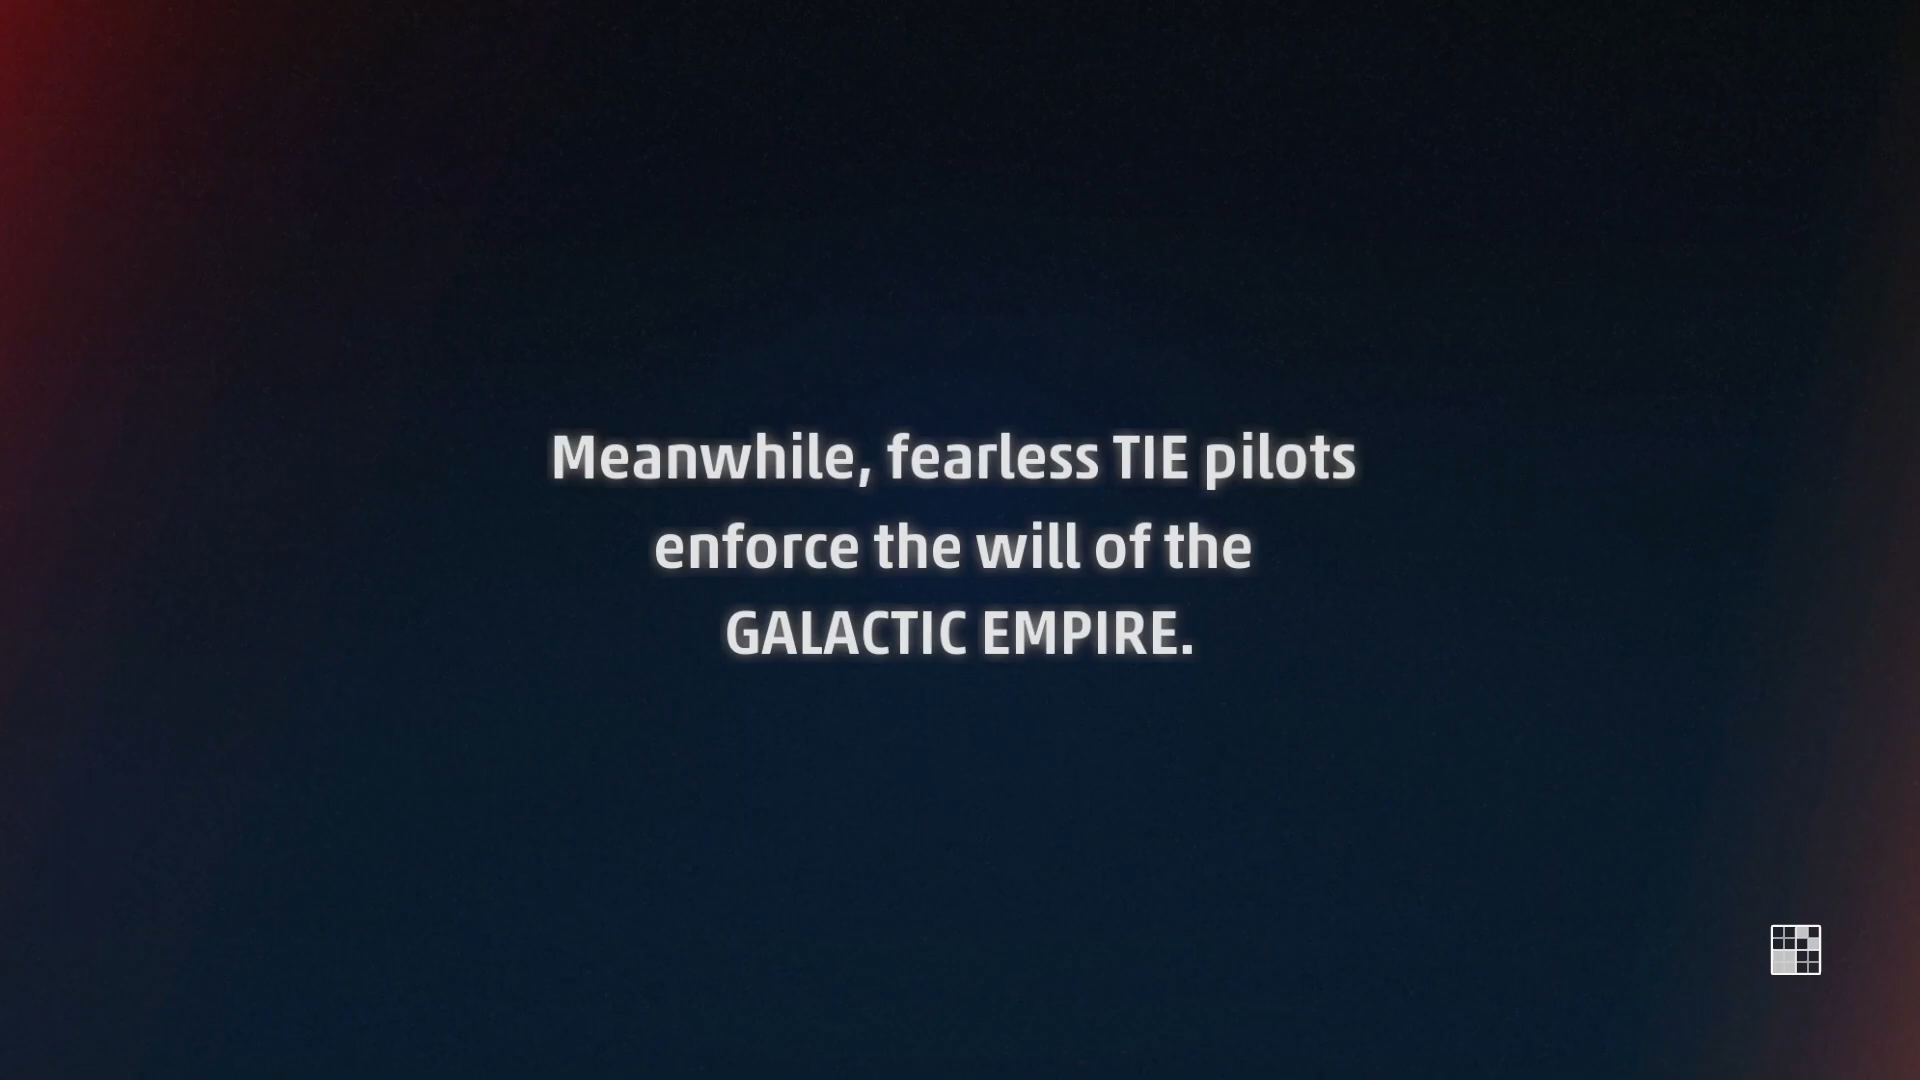 Meanwhile, fearless TIE pilots
enforce the will of the
GALACTIC EMPIRE.